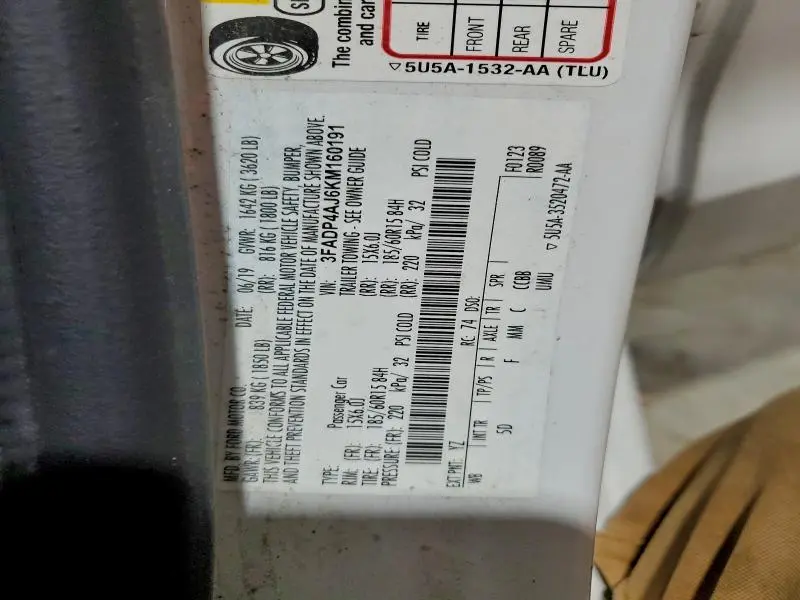 The combin
and car
TIRE FRONT REAR SPARE
▽5U5A-1532-AA (TLU)
MFD. BY FORD MOTOR CO.
DATE: 06/19 GVWR: 1642 KG ( 3620 LB)
GAWR: (FR): 839 KG ( 1850 LB) (RR): 816 KG ( 1800 LB)
THIS VEHICLE CONFORMS TO ALL APPLICABLE FEDERAL MOTOR VEHICLE SAFETY, BUMPER,
AND THEFT PREVENTION STANDARDS IN EFFECT ON THE DATE OF MANUFACTURE SHOWN ABOVE.
VIN: 3FADP4AJ6KM160191
TYPE: Passenger Car TRAILER TOWING - SEE OWNER GUIDE
RIM: (FR): 15X6.0J (RR): 15X6.0J
TIRE: (FR): 185/60R15 84H (RR): 185/60R15 84H
PRESSURE (FR): 220 kPa/ 32 PSI COLD (RR): 220 kPa/ 32 PSI COLD
EXT PNT: YZ RC: 74 DSO: F0123
R0089
WB INT TR TP/PS R AXLE TR SPR
5D F MM C CCBB
UMU ▽5U5A-3S20472-AA